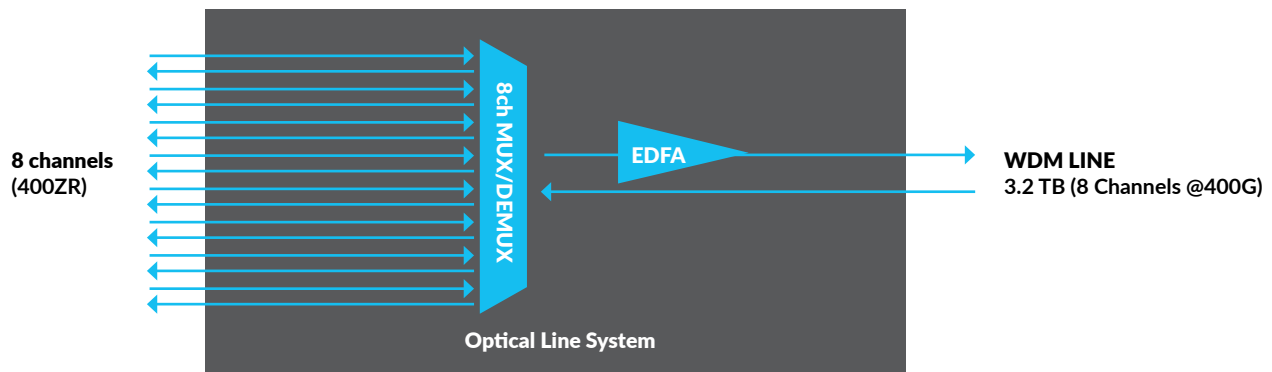 8 channels
(400ZR)
8ch MUX/DEMUX
EDFA
WDM LINE
3.2 TB (8 Channels @400G)
Optical Line System